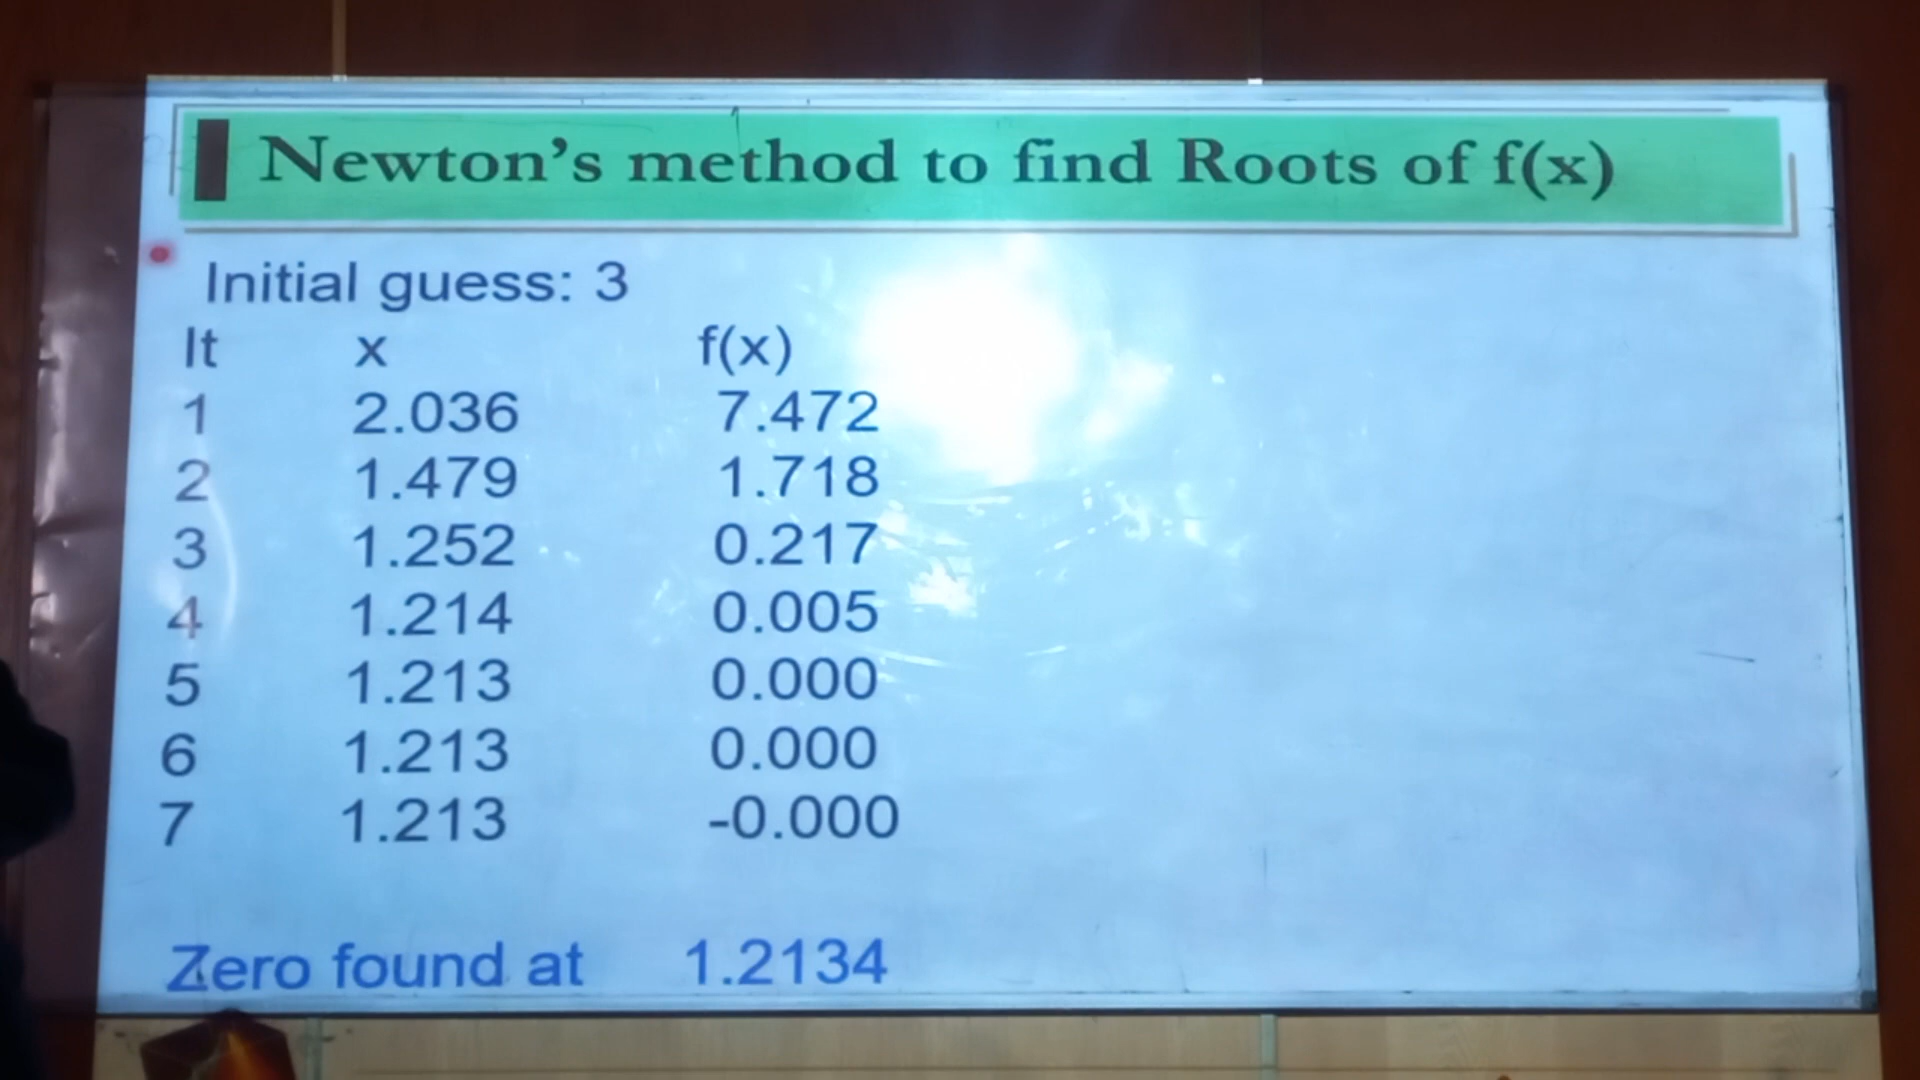 Newton's method to find Roots of f(x)
Initial guess: 3
It x f(x)
1 2.036 7.472
2 1.479 1.718
3 1.252 0.217
4 1.214 0.005
5 1.213 0.000
6 1.213 0.000
7 1.213 -0.000
Zero found at 1.2134